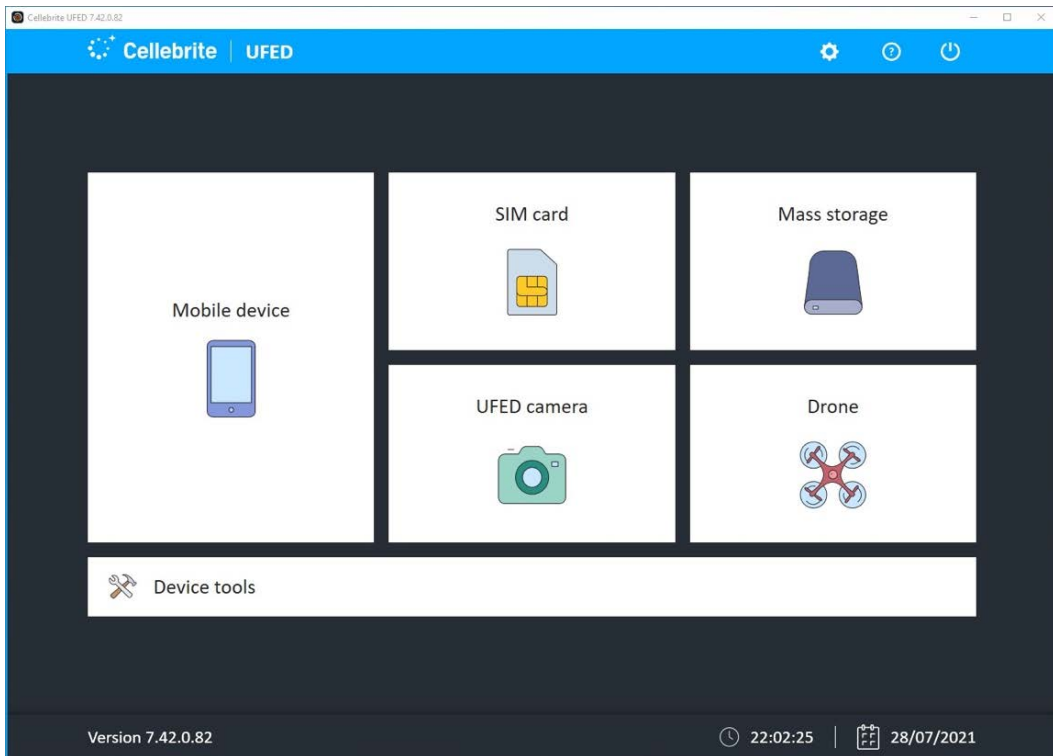 Cellebrite UFED 7.42.0.82
Cellebrite | UFED
Mobile device
SIM card
Mass storage
UFED camera
Drone
Device tools
Version 7.42.0.82
22:02:25 | 28/07/2021